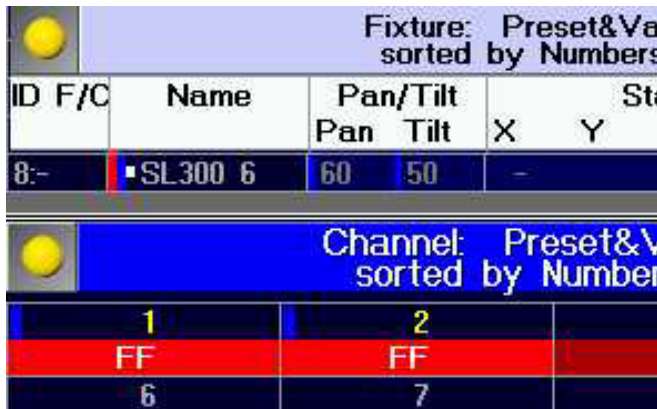 Fixture: Preset&Va
sorted by Numbers
ID F/C Name Pan/Tilt Sta
Pan Tilt X Y
8:- SL300 6 60 50 -
Channel: Preset&V
sorted by Number
1 2
FF FF
6 7